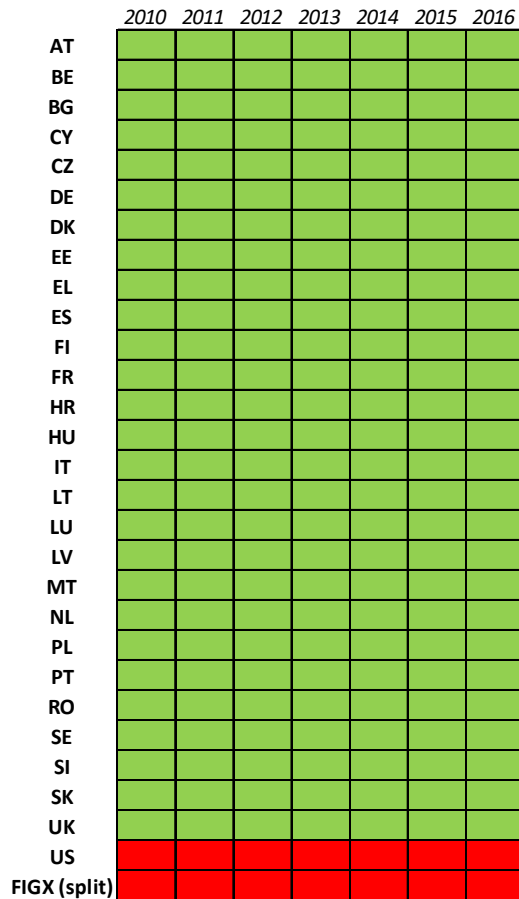 2010 2011 2012 2013 2014 2015 2016
AT
BE
BG
CY
CZ
DE
DK
EE
EL
ES
FI
FR
HR
HU
IT
LT
LU
LV
MT
NL
PL
PT
RO
SE
SI
SK
UK
US
FIGX (split)